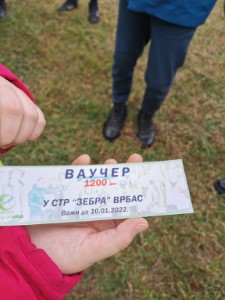 ВАУЧЕР
1200
У СТР "ЗЕБРА" ВРБАС
Важи до 10.01.2022.